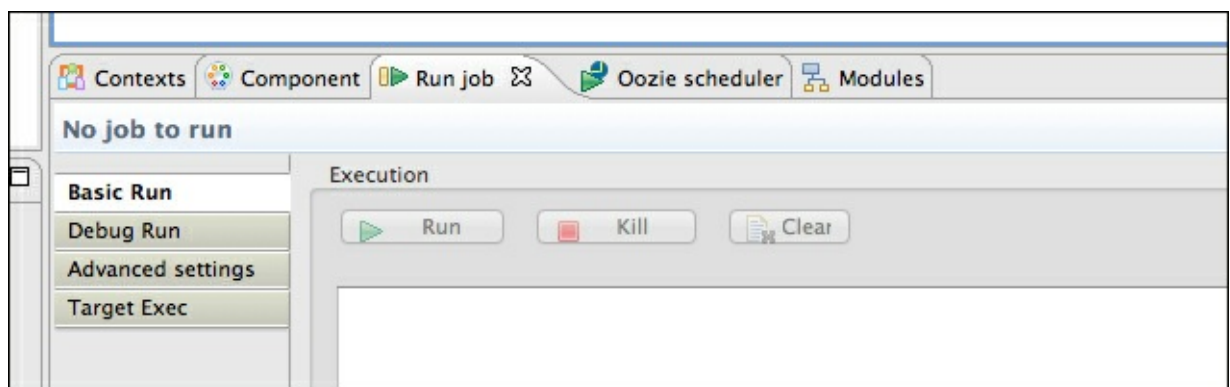 Contexts Component Run job Oozie scheduler Modules
No job to run
Execution
Basic Run
Debug Run
Advanced settings
Target Exec
Run Kill Clear